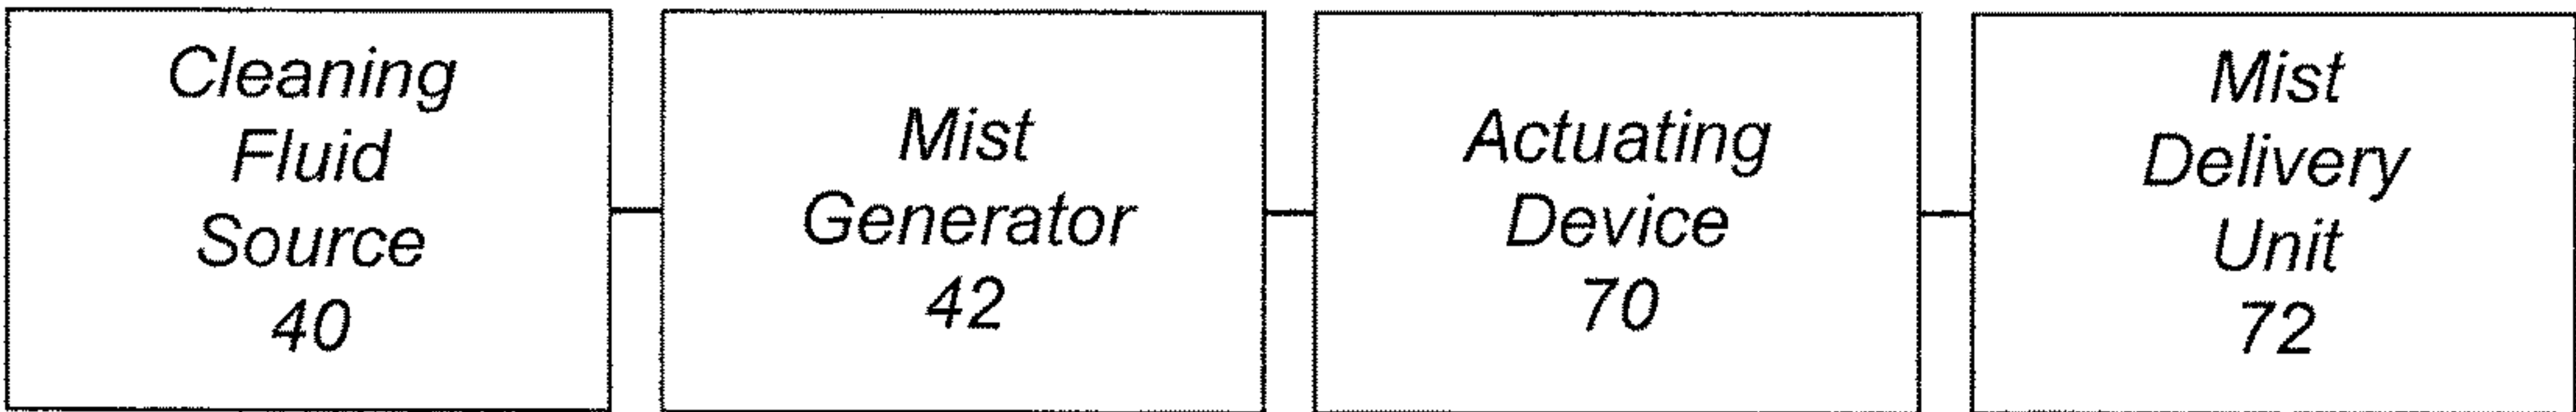 Cleaning
Fluid
Source
40
Mist
Generator
42
Actuating
Device
70
Mist
Delivery
Unit
72